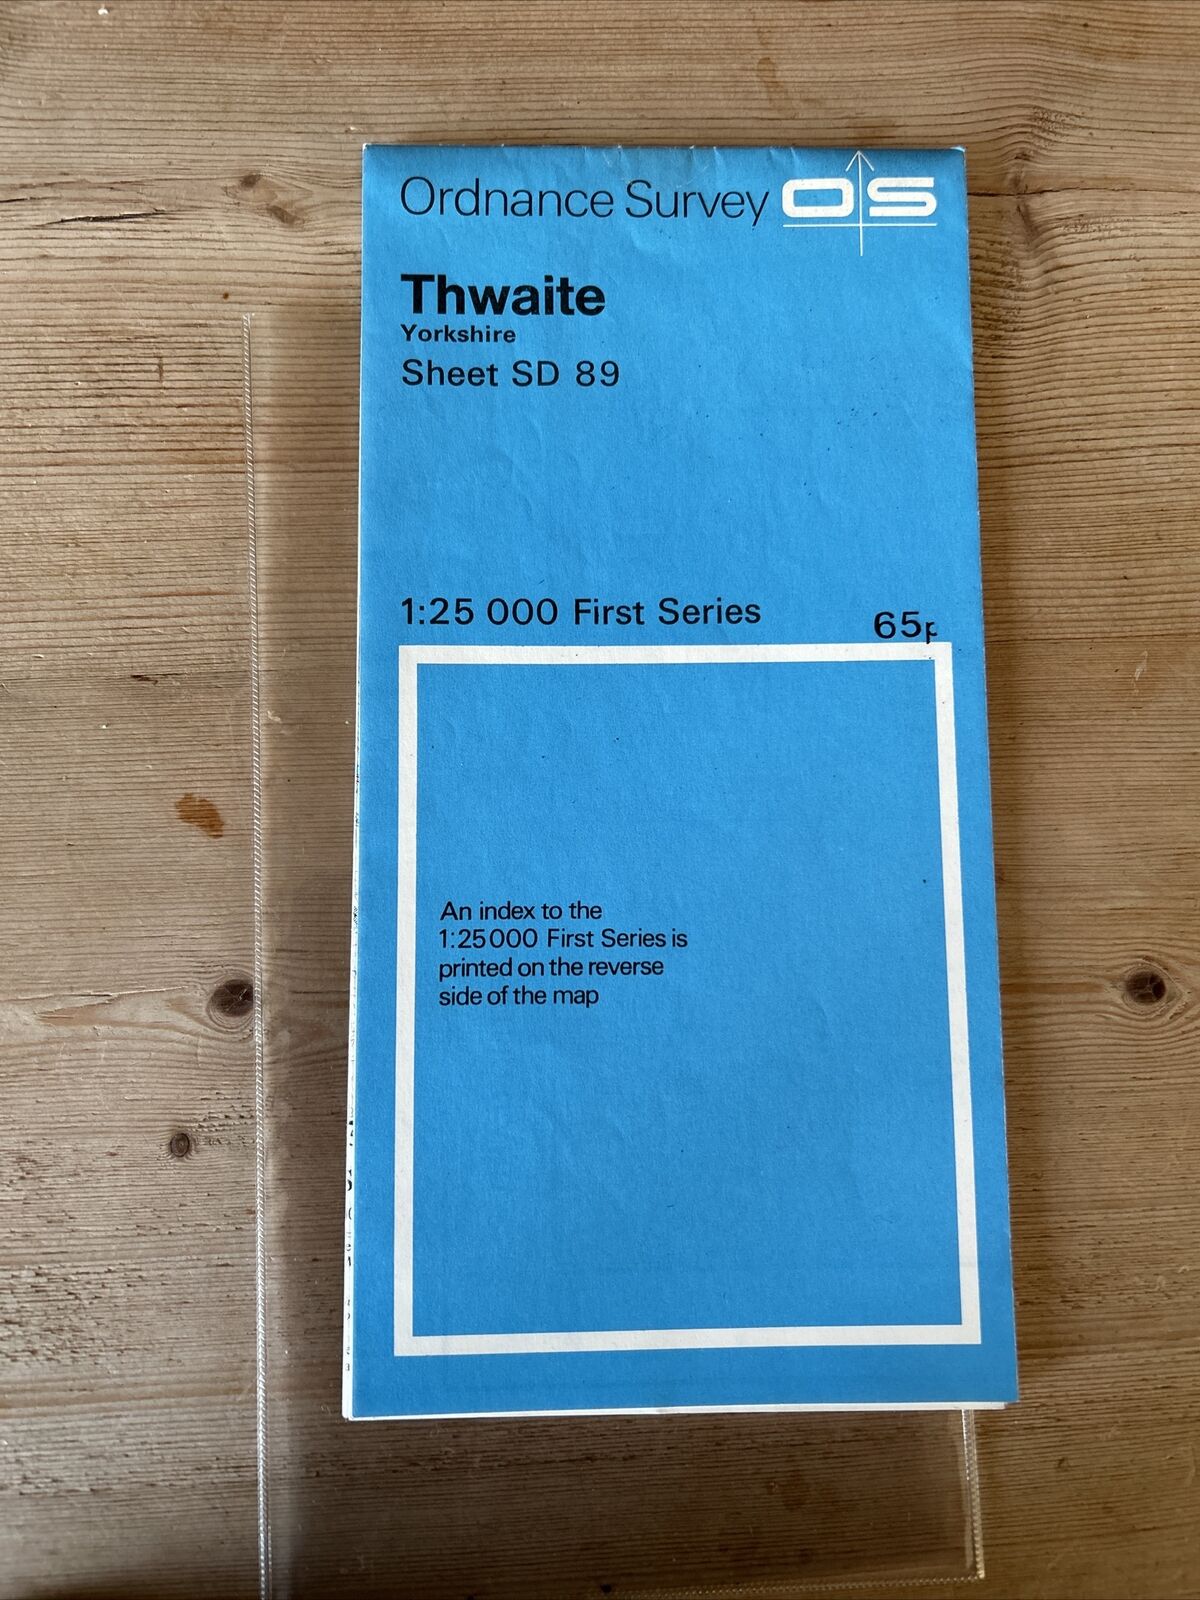 Ordnance Survey OS
Thwaite
Yorkshire
Sheet SD 89
1:25 000 First Series
65p
An index to the
1:25000 First Series is
printed on the reverse
side of the map